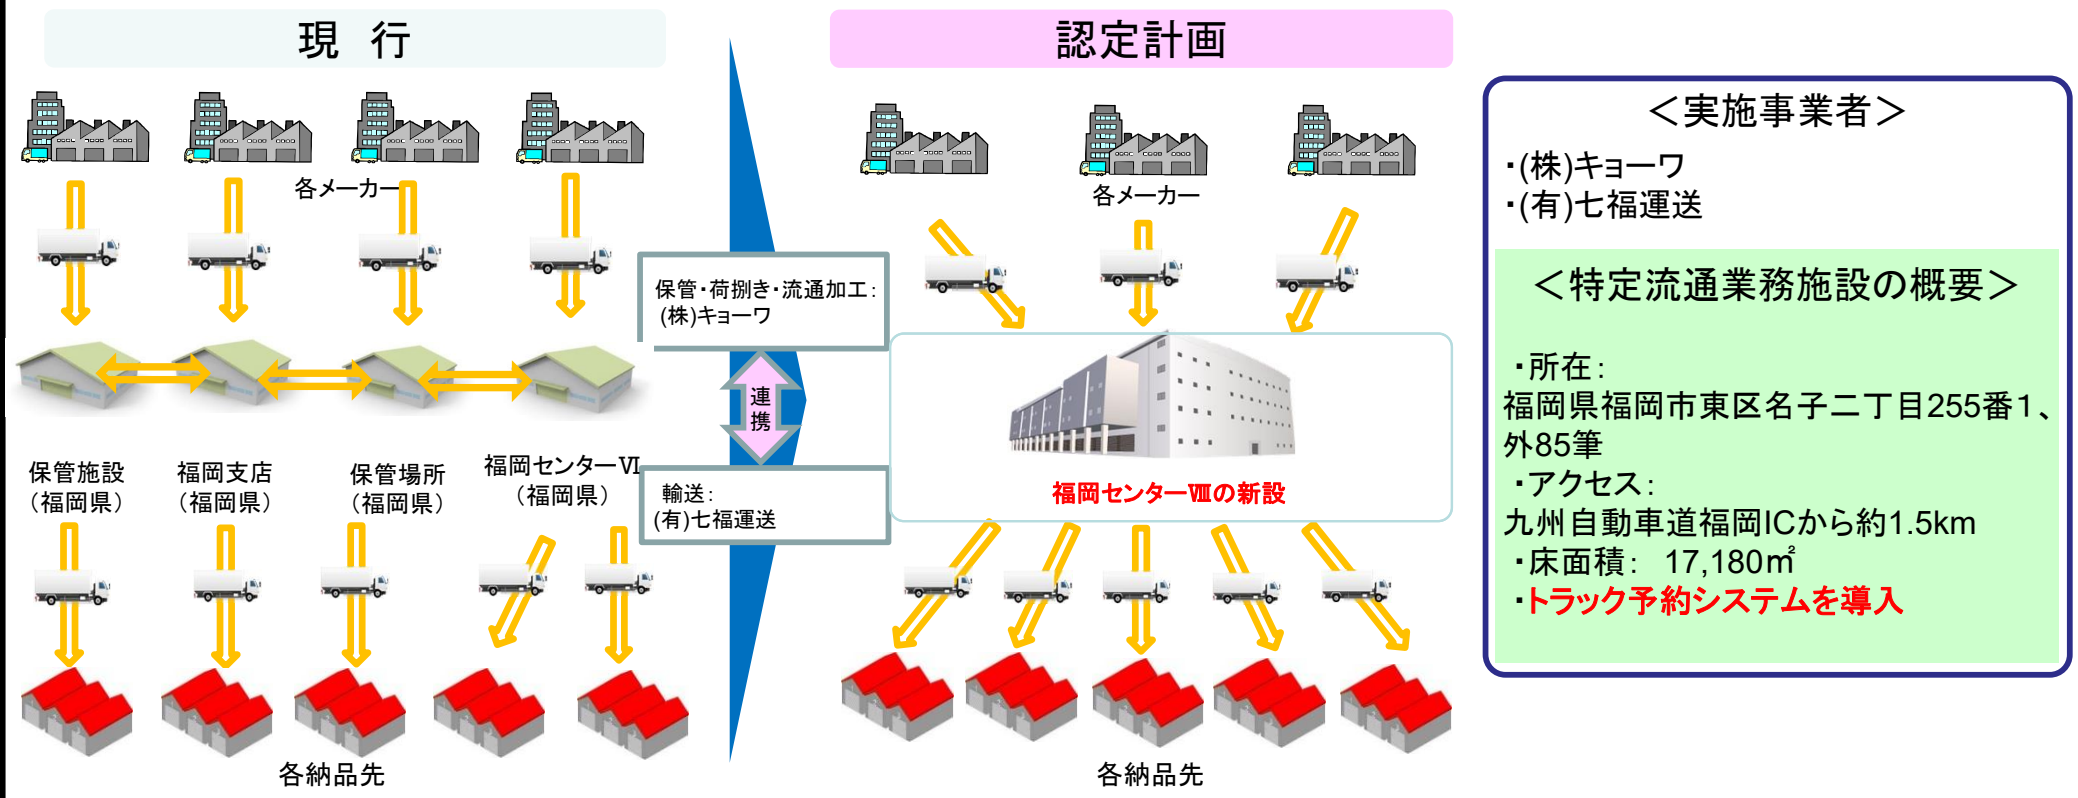 現 行
各メーカー
保管施設
（福岡県）
福岡支店
（福岡県）
保管場所
（福岡県）
福岡センターⅥ
（福岡県）
各納品先
保管・荷捌き・流通加工：
(株)キョーワ
連
携
輸送：
(有)七福運送
認定計画
各メーカー
福岡センターⅧの新設
各納品先
＜実施事業者＞
・(株)キョーワ
・(有)七福運送
＜特定流通業務施設の概要＞
・所在：
福岡県福岡市東区名子二丁目255番１、
外85筆
・アクセス：
九州自動車道福岡ICから約1.5km
・床面積： 17,180㎡
・トラック予約システムを導入